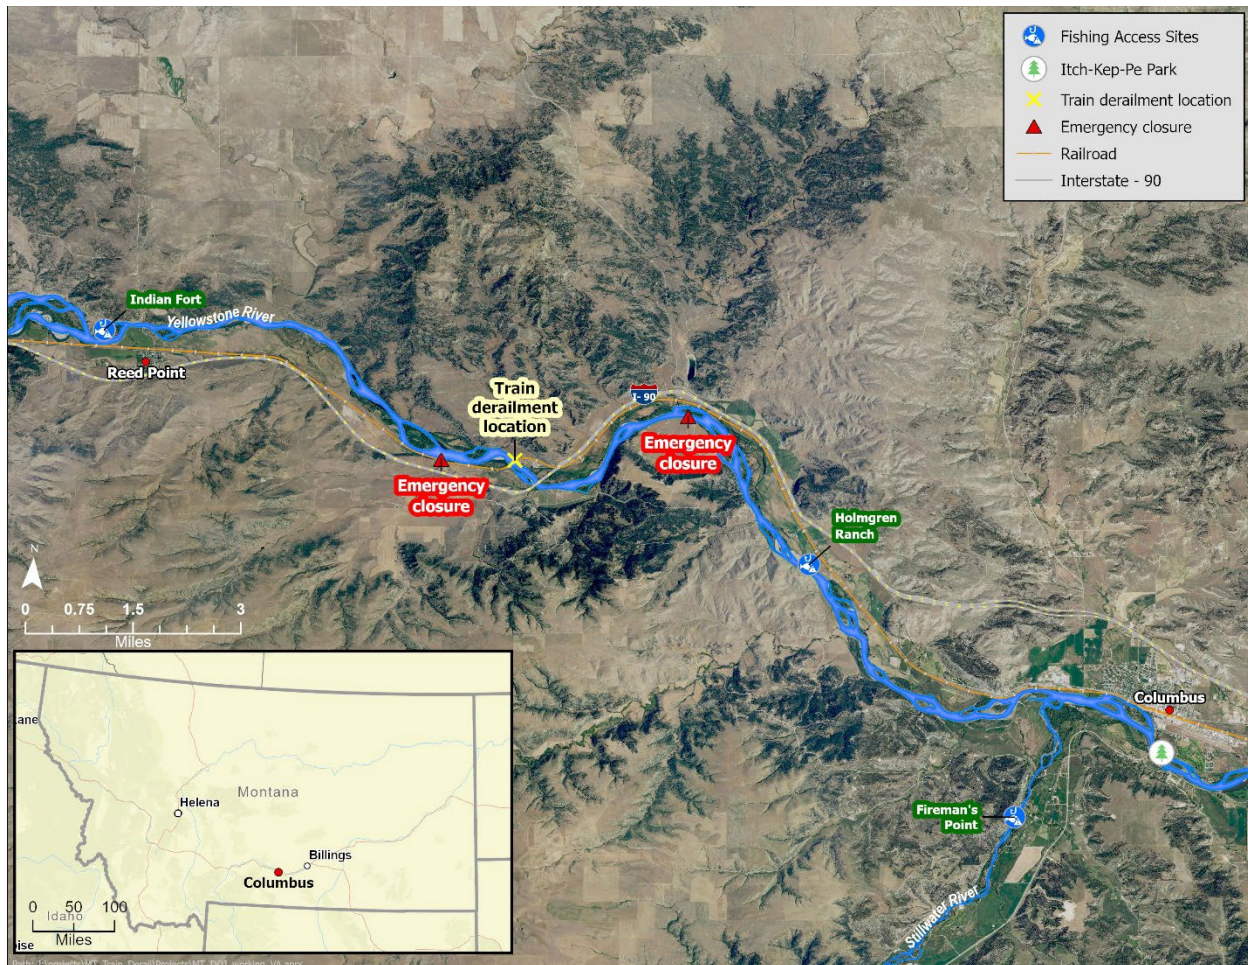 Fishing Access Sites
Itch-Kep-Pe Park
Train derailment location
Emergency closure
Railroad
Interstate - 90
Indian Fort
Yellowstone River
Reed Point
Train
derailment
location
I- 90
Emergency
closure
Emergency
closure
Holmgren
Ranch
N
0 0.75 1.5 3
Miles
Columbus
Fireman's
Point
Stillwater River
ane
Montana
Helena
Billings
Columbus
0 50 100
Idaho
Miles
ise